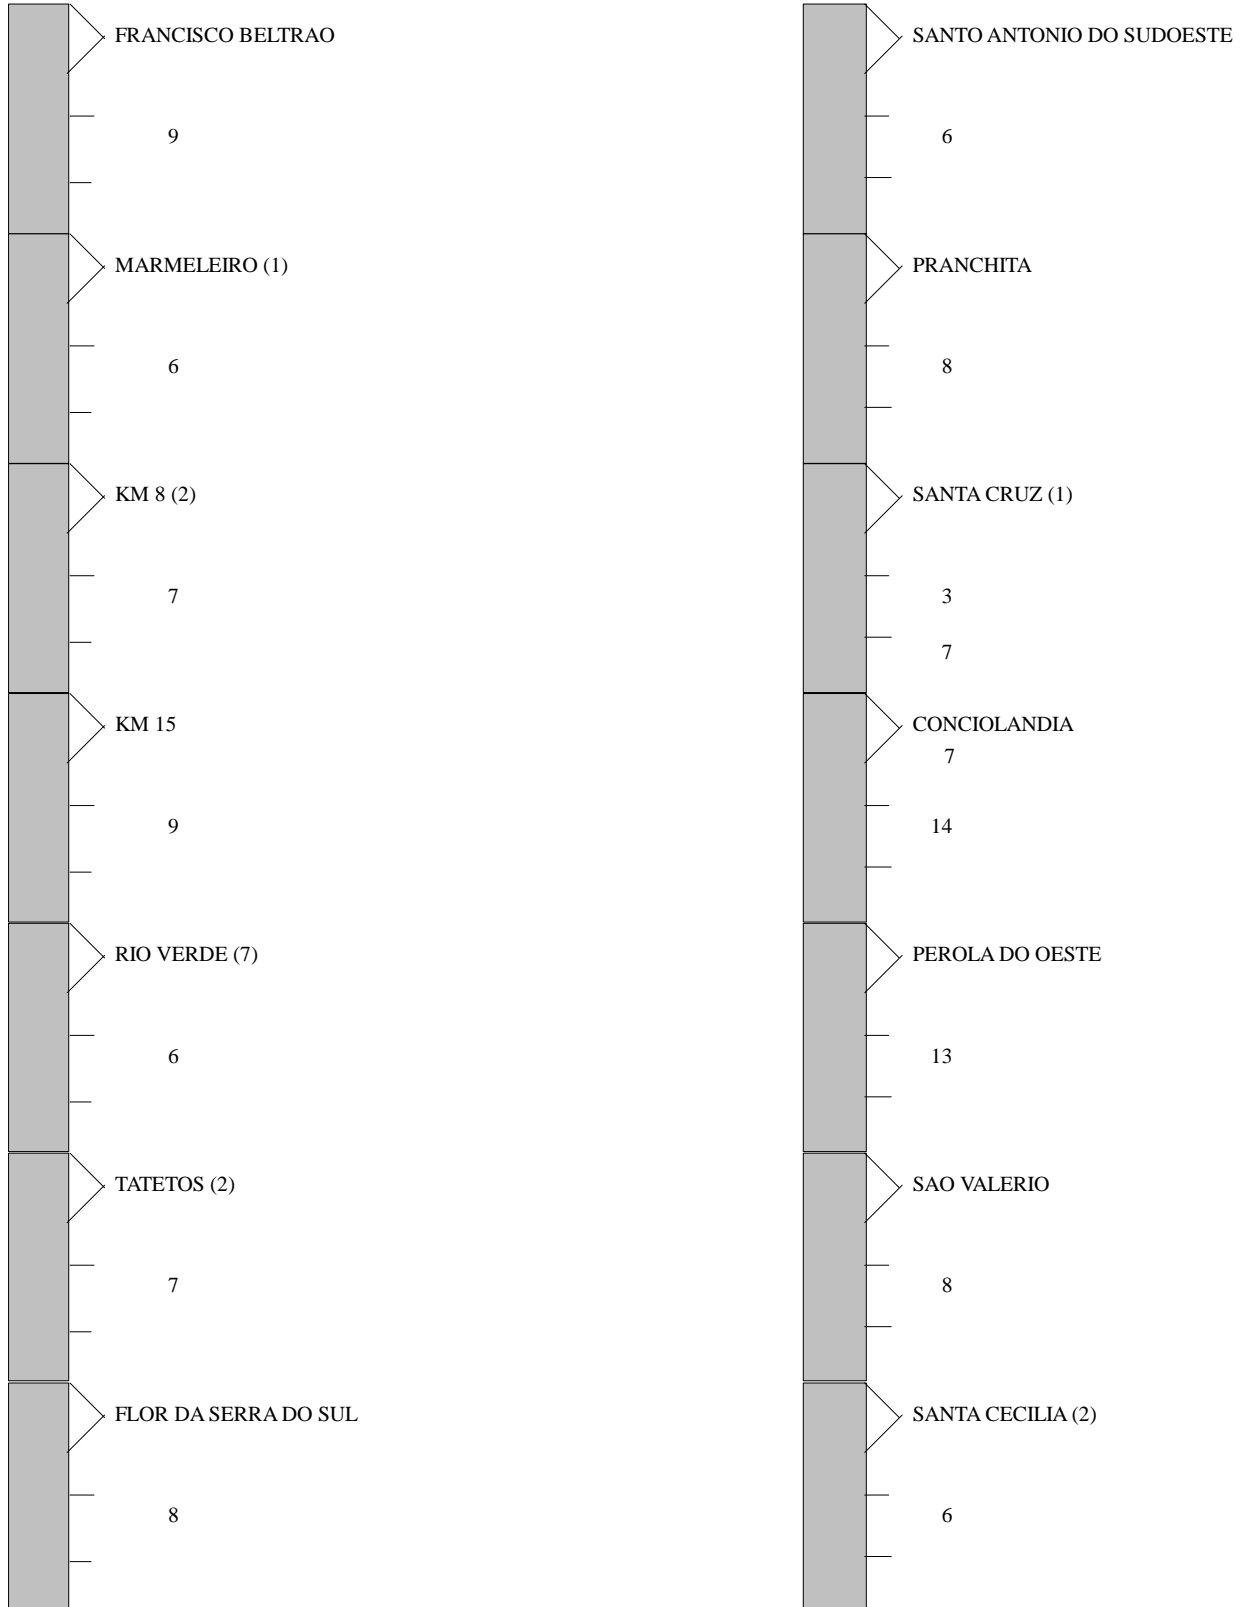 FRANCISCO BELTRAO
9
MARMELEIRO (1)
6
KM 8 (2)
7
KM 15
9
RIO VERDE (7)
6
TATETOS (2)
7
FLOR DA SERRA DO SUL
8
SANTO ANTONIO DO SUDOESTE
6
PRANCHITA
8
SANTA CRUZ (1)
3
7
CONCIOLANDIA
7
14
PEROLA DO OESTE
13
SAO VALERIO
8
SANTA CECILIA (2)
6